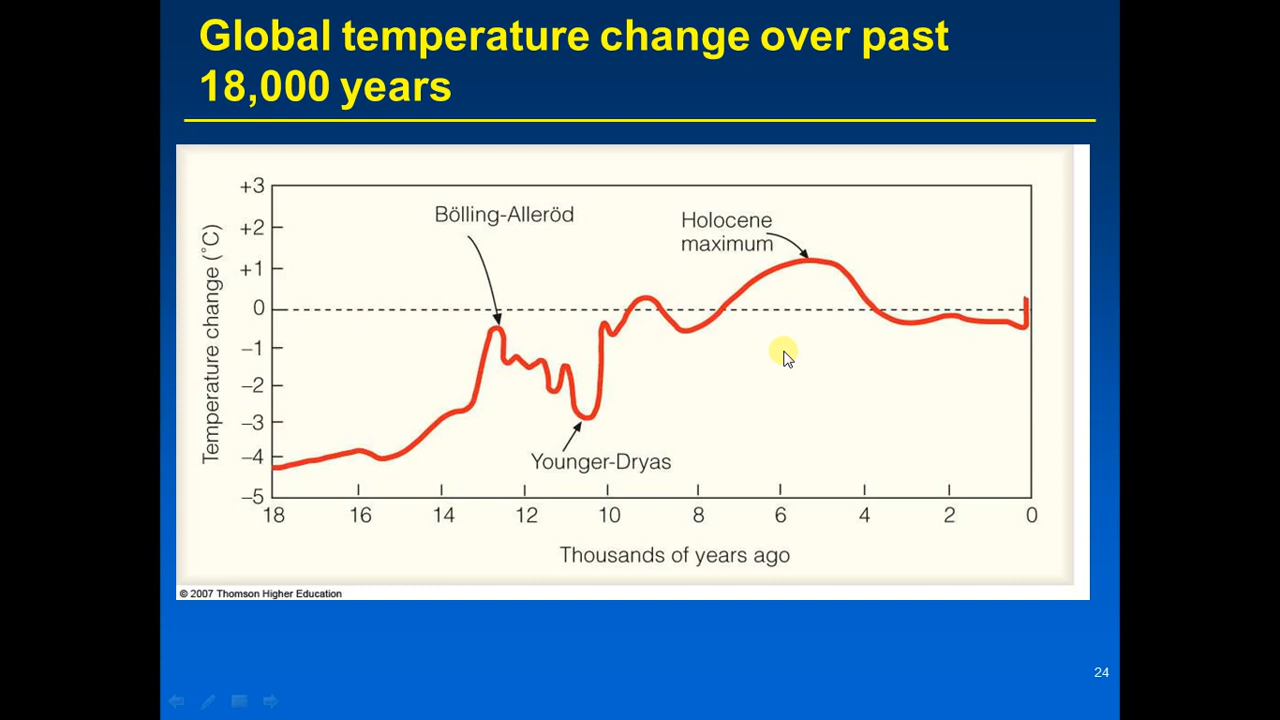 Global temperature change over past
18,000 years
+3
+2
+1
0
–1
–2
–3
–4
–5
Temperature change (°C)
Bölling-Alleröd
Holocene
maximum
Younger-Dryas
18 16 14 12 10 8 6 4 2 0
Thousands of years ago
© 2007 Thomson Higher Education
24